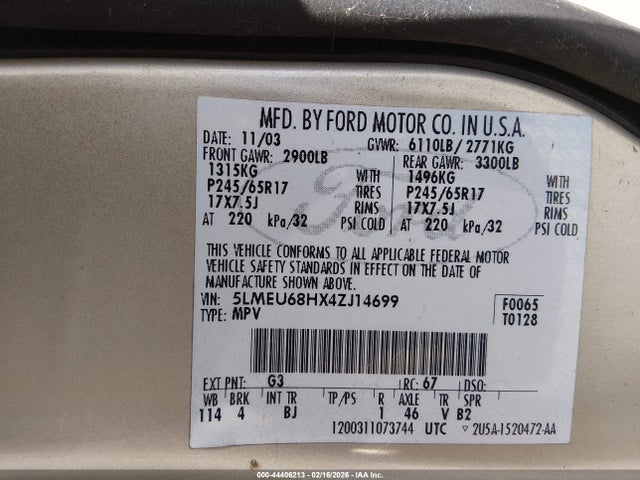 MFD. BY FORD MOTOR CO. IN U.S.A.
DATE: 11/03 GVWR: 6110LB/ 2771KG
FRONT GAWR: 2900LB REAR GAWR: 3300LB
1315KG WITH 1496KG WITH
P245/65R17 TIRES P245/65R17 TIRES
17X7.5J RIMS 17X7.5J RIMS
AT 220 kPa/32 PSI COLD AT 220 kPa/32 PSI COLD
Ford
THIS VEHICLE CONFORMS TO ALL APPLICABLE FEDERAL MOTOR
VEHICLE SAFETY STANDARDS IN EFFECT ON THE DATE OF
MANUFACTURE SHOWN ABOVE.
VIN: 5LMEU68HX4ZJ14699 F0065
TYPE: MPV T0128
EXT PNT: G3 RC: 67 DSO:
WB BRK INT TR TP/PS R AXLE TR SPR
114 4 BJ 1 46 V B2
1200311073744 UTC ▽ 2U5A-1520472-AA
000-44406213 - 02/16/2026 - IAAI Inc.